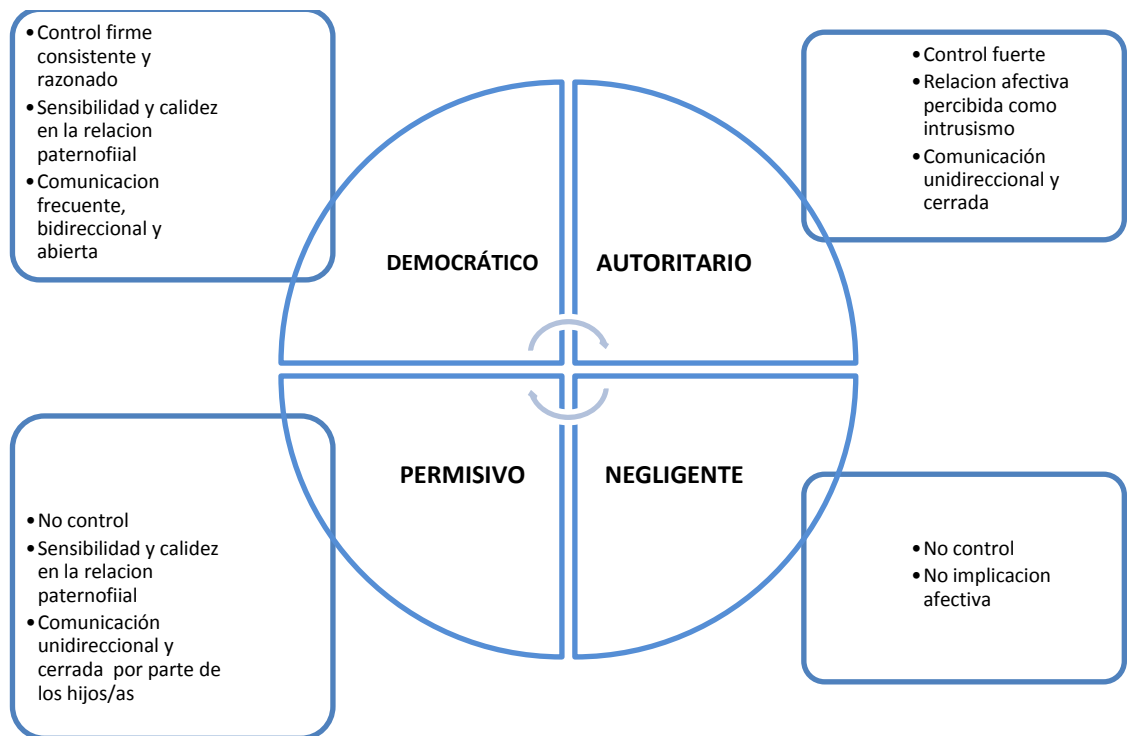 •Control firme
consistente y
razonado
•Sensibilidad y calidez
en la relacion
paternofiial
•Comunicacion
frecuente,
bidireccional y
abierta
•Control fuerte
•Relacion afectiva
percibida como
intrusismo
•Comunicación
unidireccional y
cerrada
DEMOCRÁTICO
AUTORITARIO
PERMISIVO
NEGLIGENTE
•No control
•Sensibilidad y calidez
en la relacion
paternofiial
•Comunicación
unidireccional y
cerrada por parte de
los hijos/as
•No control
•No implicacion
afectiva